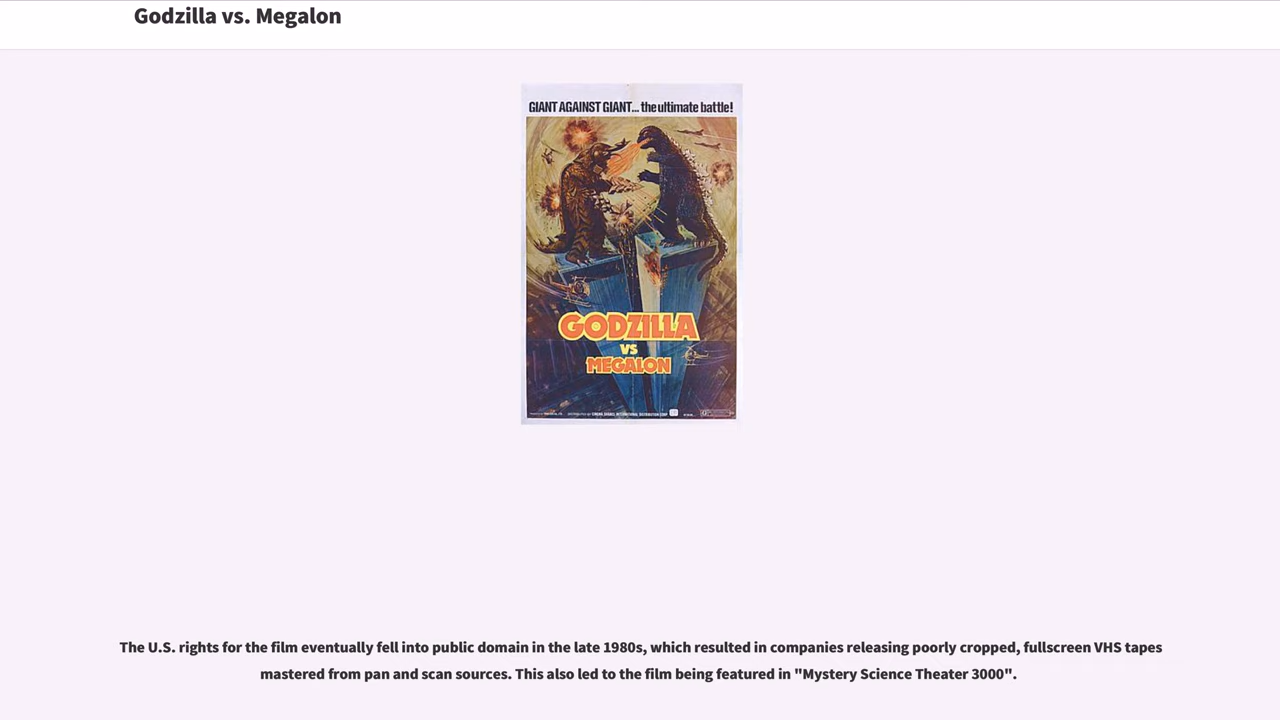 Godzilla vs. Megalon
GIANT AGAINST GIANT... the ultimate battle!
GODZILLA
VS
MEGALON
The U.S. rights for the film eventually fell into public domain in the late 1980s, which resulted in companies releasing poorly cropped, fullscreen VHS tapes
mastered from pan and scan sources. This also led to the film being featured in "Mystery Science Theater 3000".